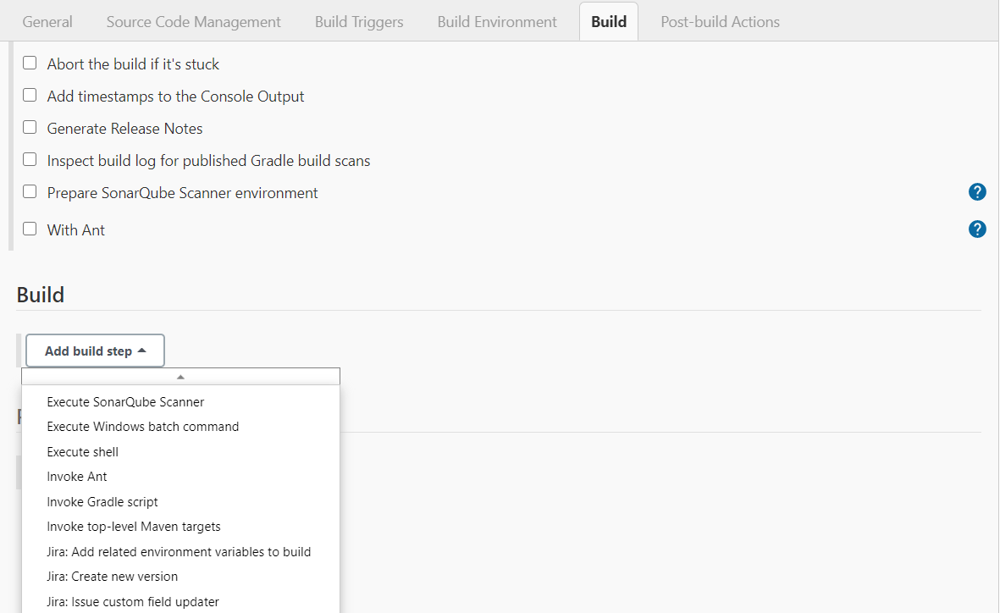 General Source Code Management Build Triggers Build Environment Build Post-build Actions
Abort the build if it's stuck
Add timestamps to the Console Output
Generate Release Notes
Inspect build log for published Gradle build scans
Prepare SonarQube Scanner environment ?
With Ant ?
Build
Add build step
Execute SonarQube Scanner
Execute Windows batch command
Execute shell
Invoke Ant
Invoke Gradle script
Invoke top-level Maven targets
Jira: Add related environment variables to build
Jira: Create new version
Jira: Issue custom field updater